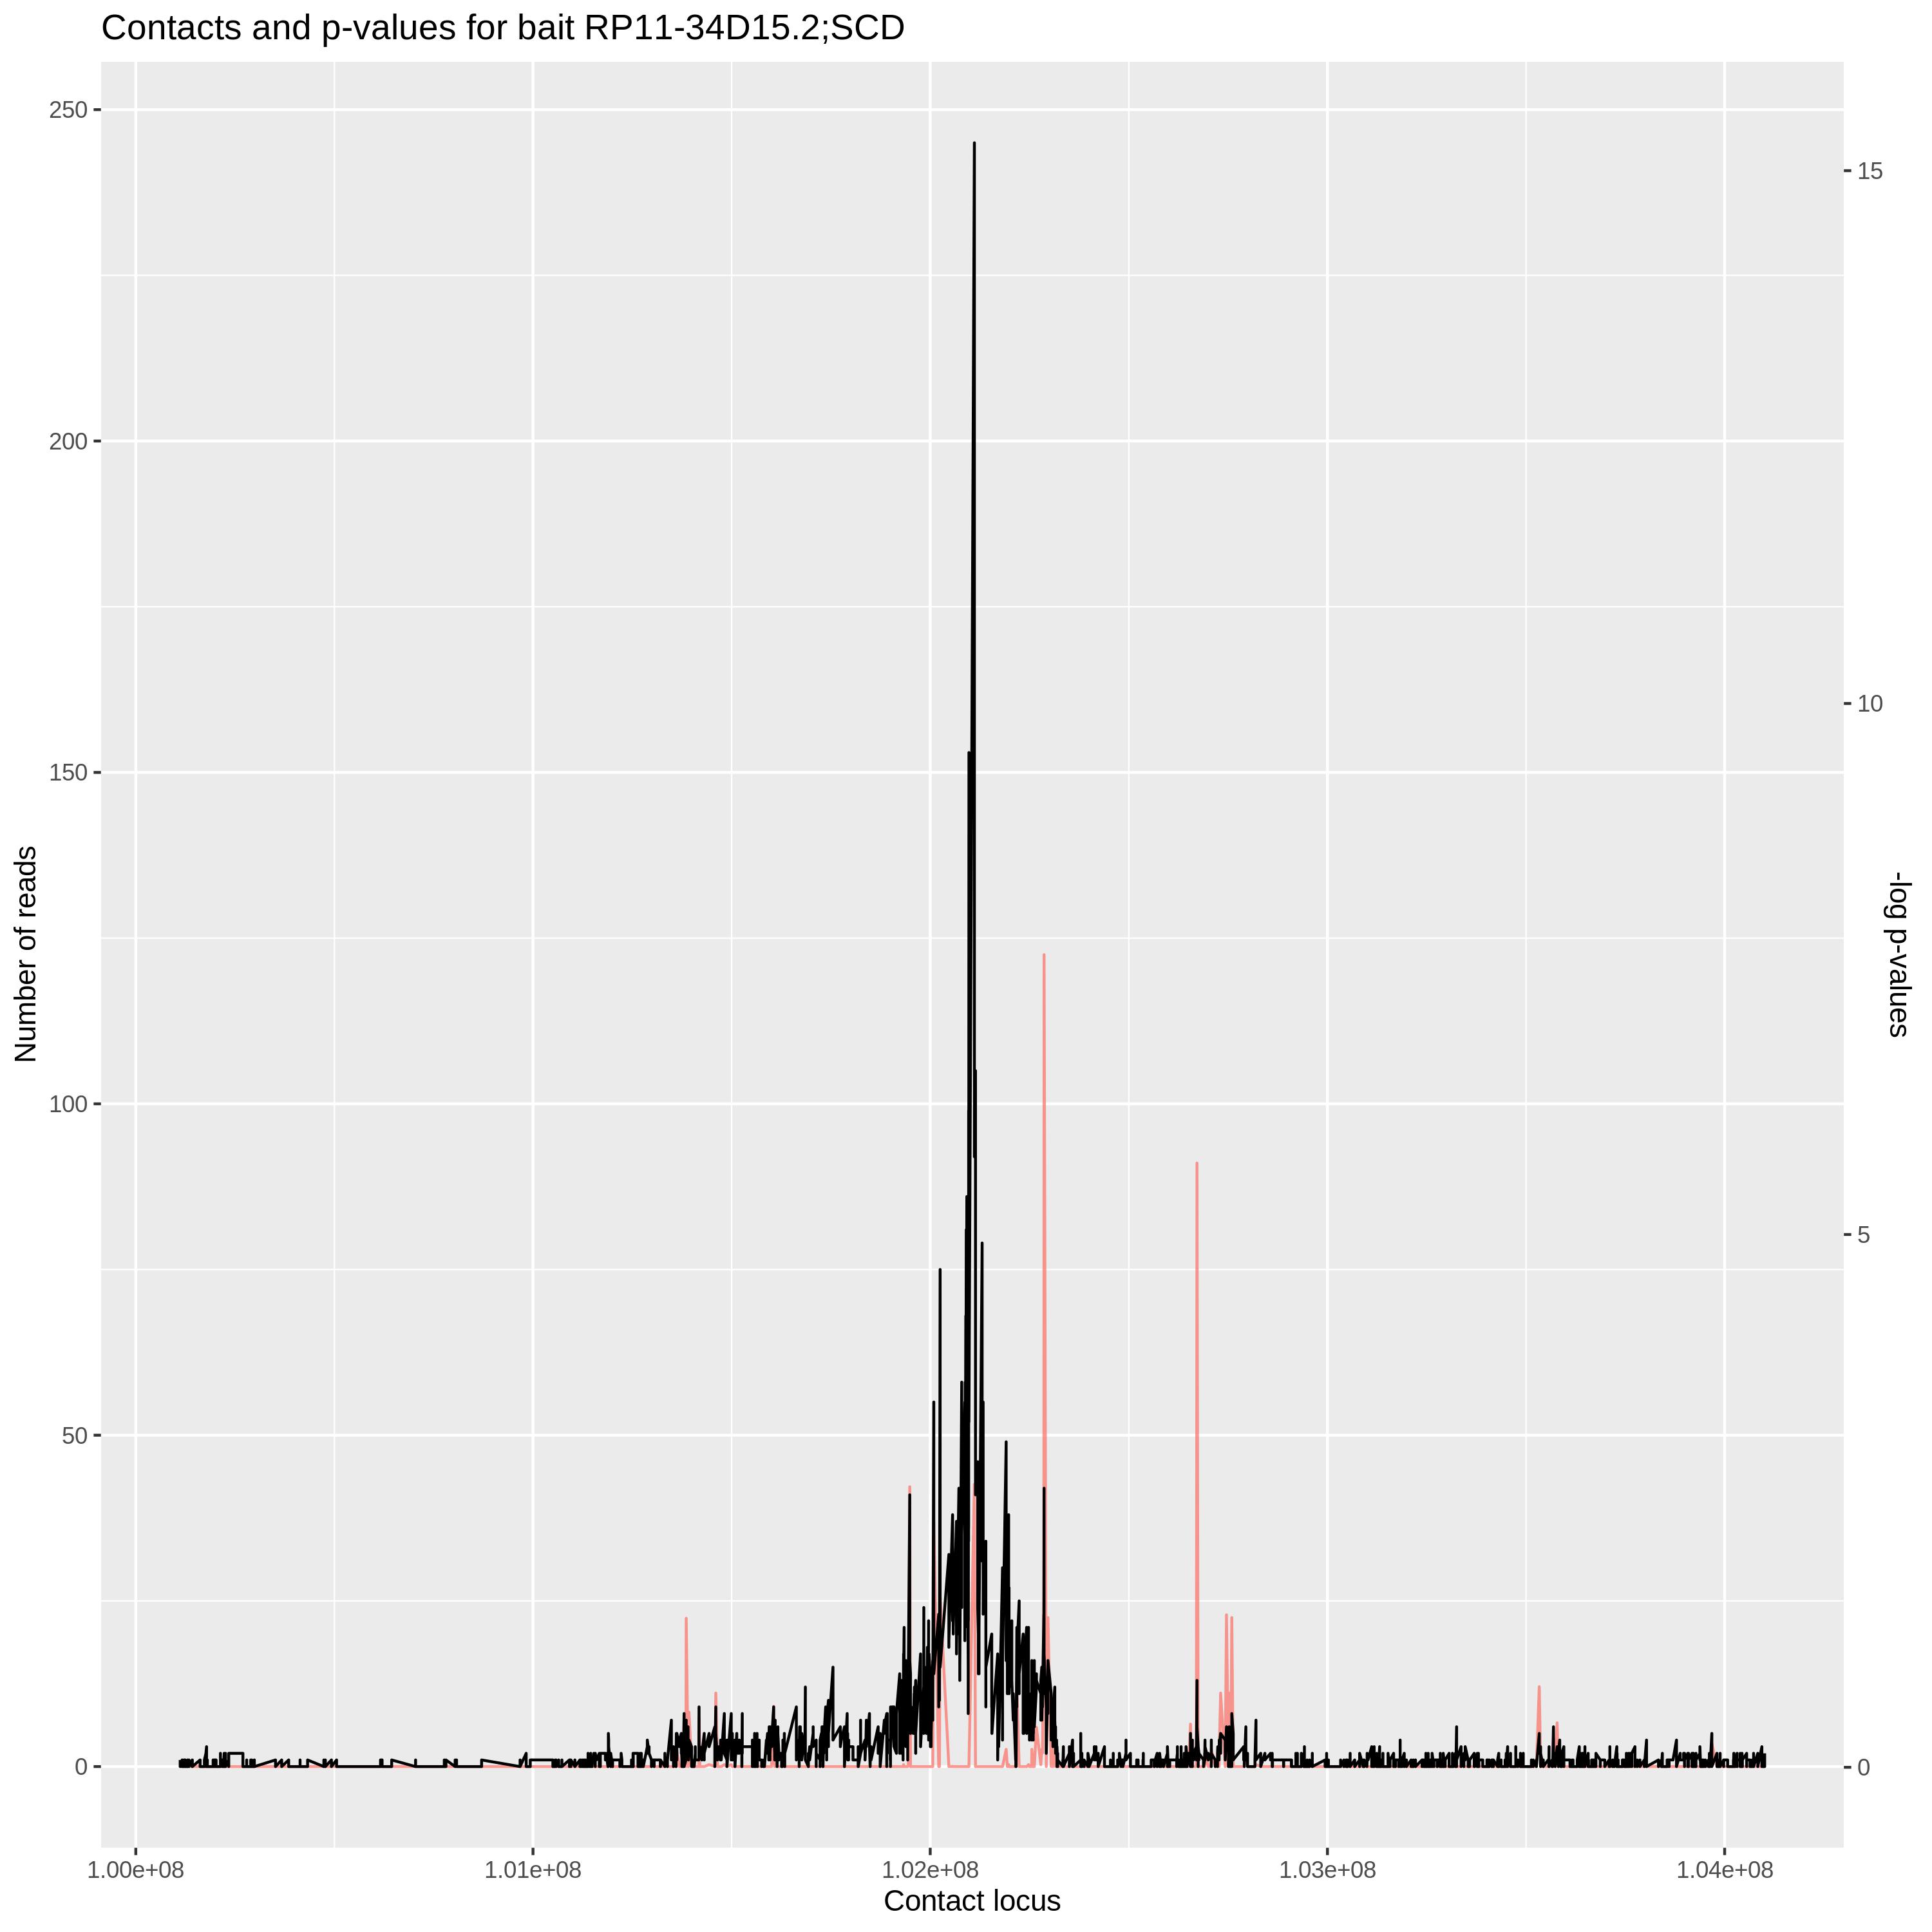 Contacts and p-values for bait RP11-34D15.2;SCD
250
200
150
100
50
0
Number of reads
15
10
5
0
-log p-values
1.00e+08
1.01e+08
1.02e+08
1.03e+08
1.04e+08
Contact locus